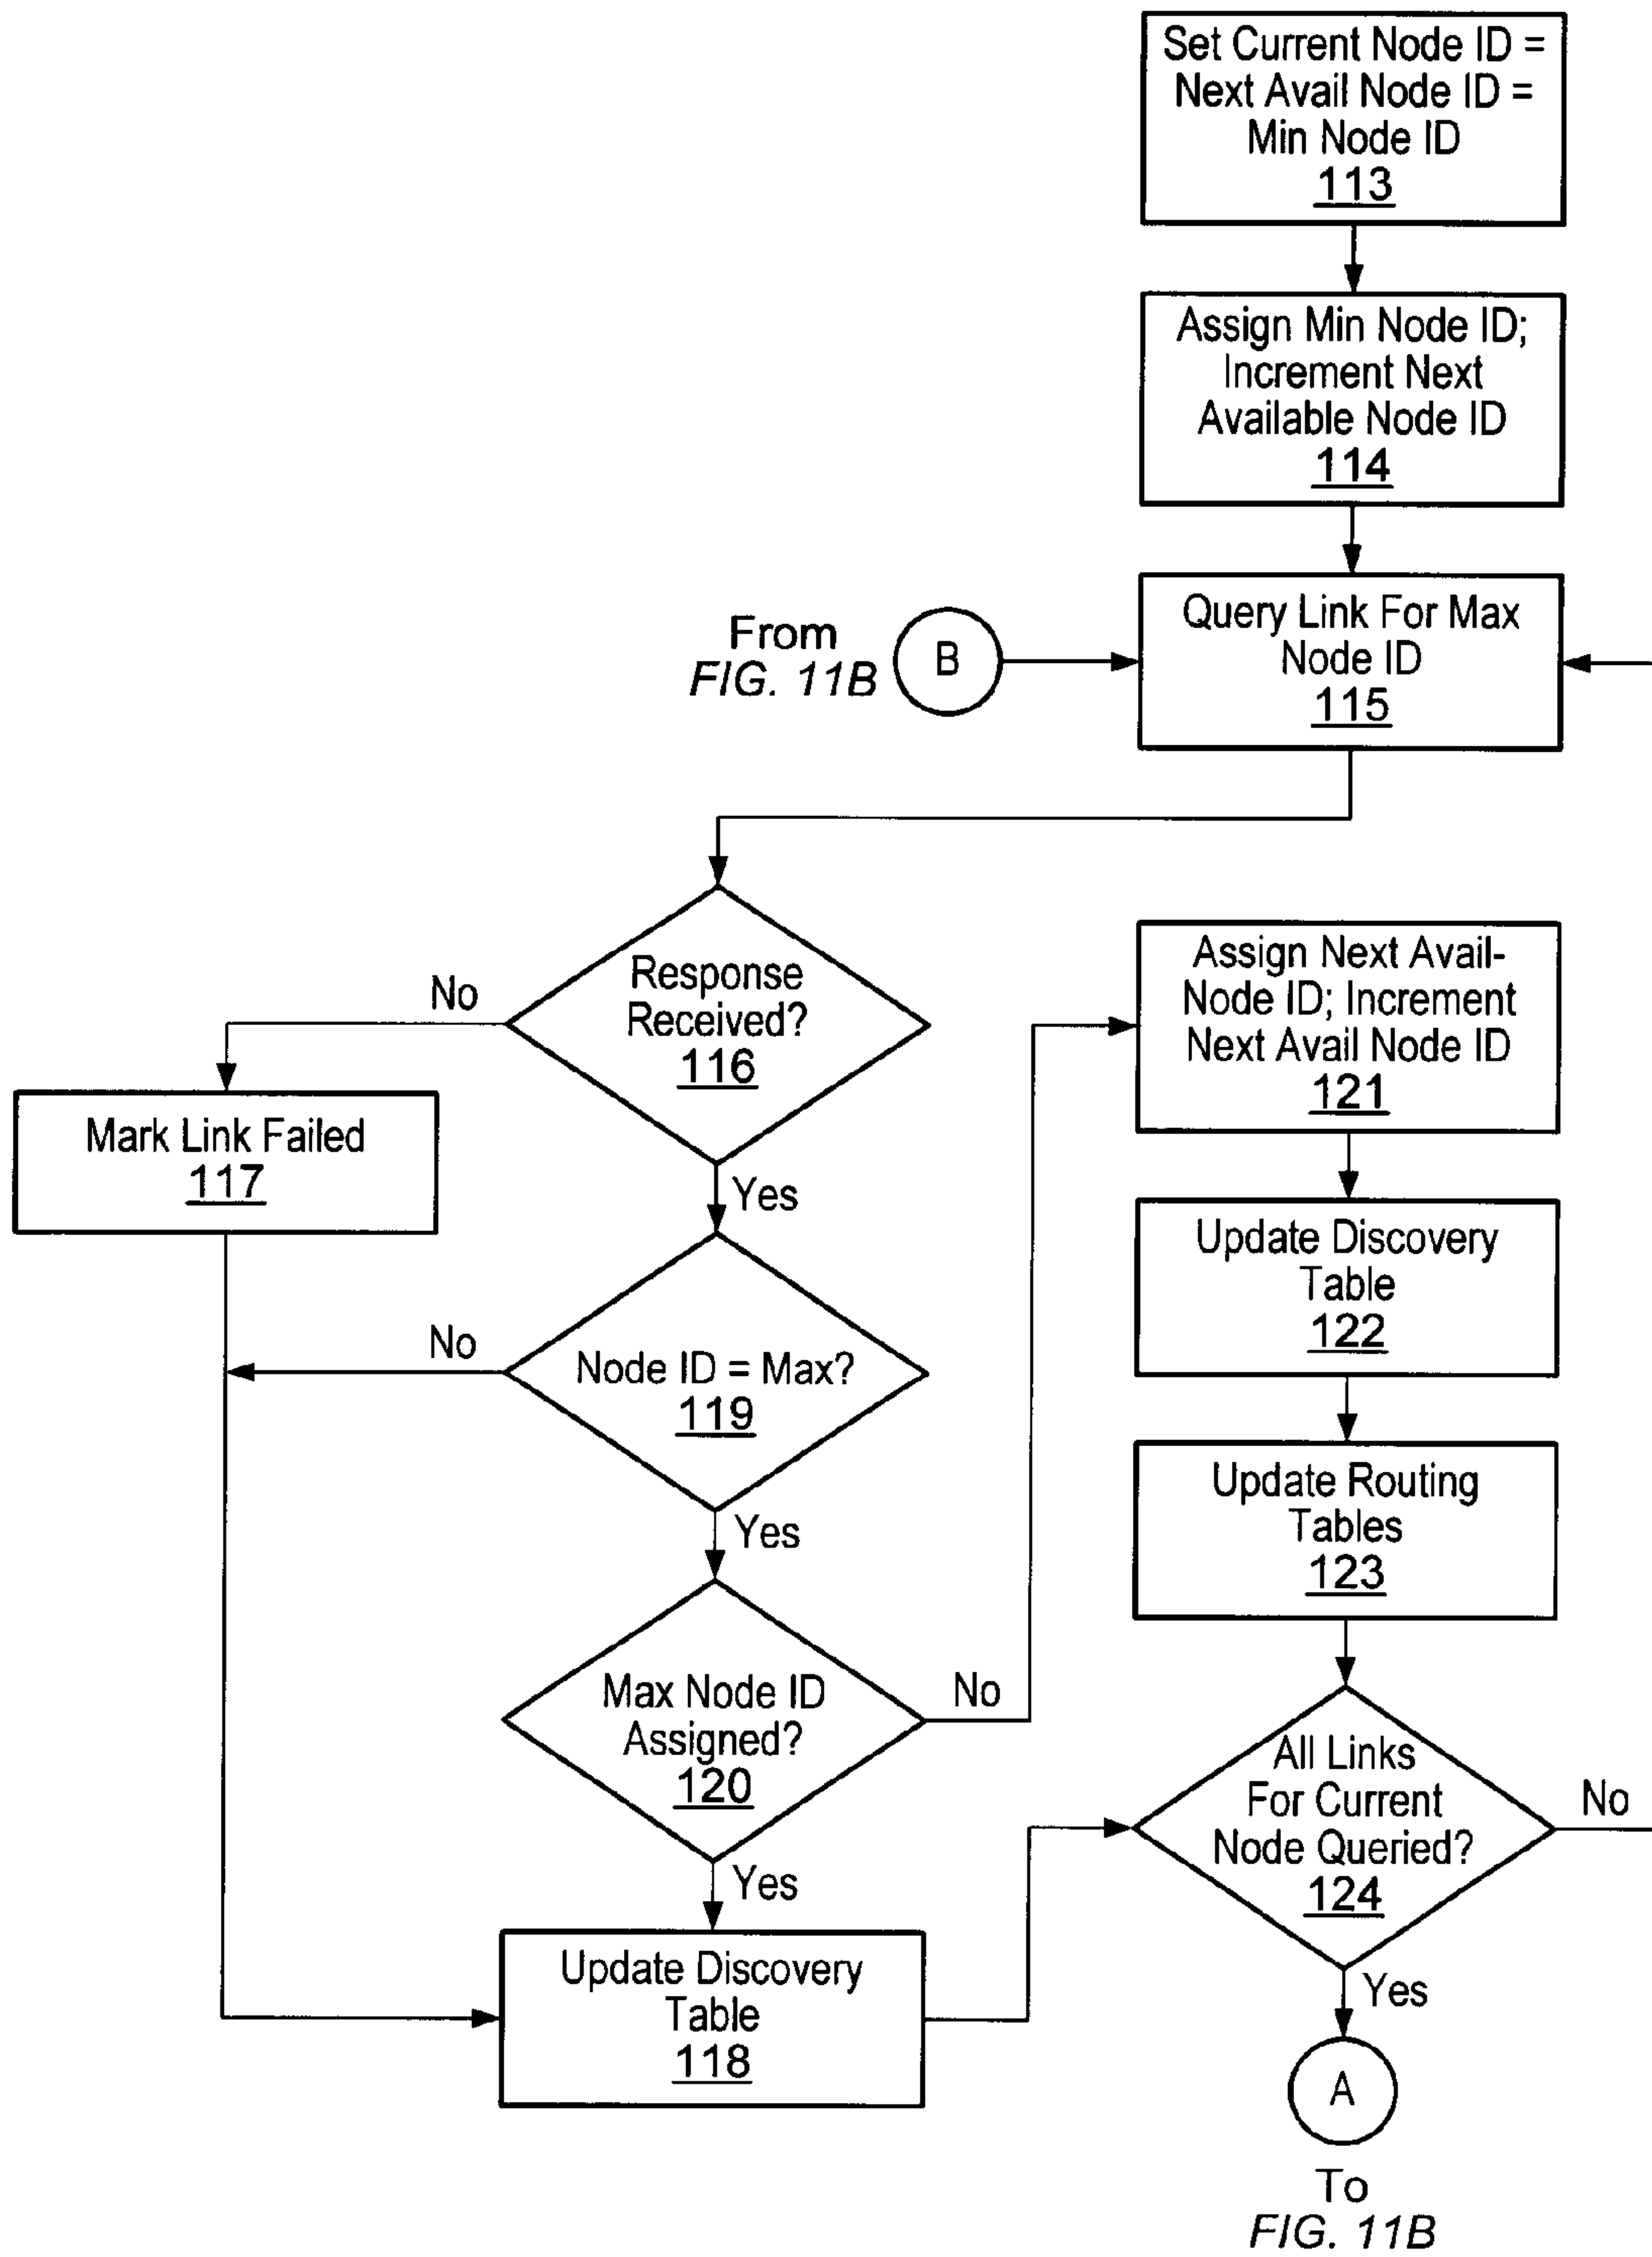 Set Current Node ID =
Next Avail Node ID =
Min Node ID
113
Assign Min Node ID;
Increment Next
Available Node ID
114
From
FIG. 11B
B
Query Link For Max
Node ID
115
Response
Received?
116
No
Yes
Mark Link Failed
117
Node ID = Max?
119
No
Yes
Max Node ID
Assigned?
120
No
Yes
Update Discovery
Table
118
Assign Next Avail-
Node ID; Increment
Next Avail Node ID
121
Update Discovery
Table
122
Update Routing
Tables
123
All Links
For Current
Node Queried?
124
No
Yes
A
To
FIG. 11B